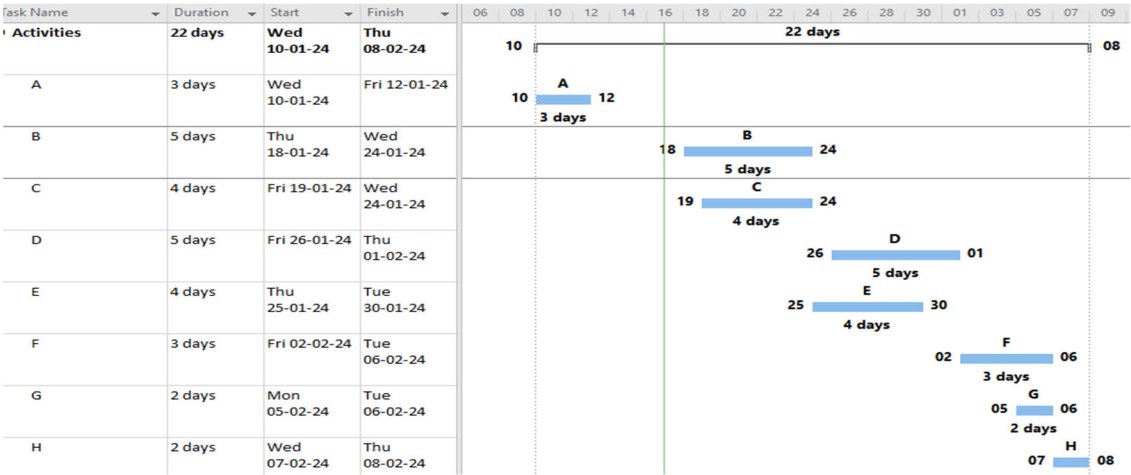 Task Name Duration Start Finish 06 08 10 12 14 16 18 20 22 24 26 28 30 01 03 05 07 09
Activities 22 days Wed 10-01-24 Thu 08-02-24
22 days
10 08
A 3 days Wed 10-01-24 Fri 12-01-24
A
10 12
3 days
B 5 days Thu 18-01-24 Wed 24-01-24
B
18 24
5 days
C 4 days Fri 19-01-24 Wed 24-01-24
C
19 24
4 days
D 5 days Fri 26-01-24 Thu 01-02-24
D
26 01
5 days
E 4 days Thu 25-01-24 Tue 30-01-24
E
25 30
4 days
F 3 days Fri 02-02-24 Tue 06-02-24
F
02 06
3 days
G 2 days Mon 05-02-24 Tue 06-02-24
G
05 06
2 days
H 2 days Wed 07-02-24 Thu 08-02-24
H
07 08